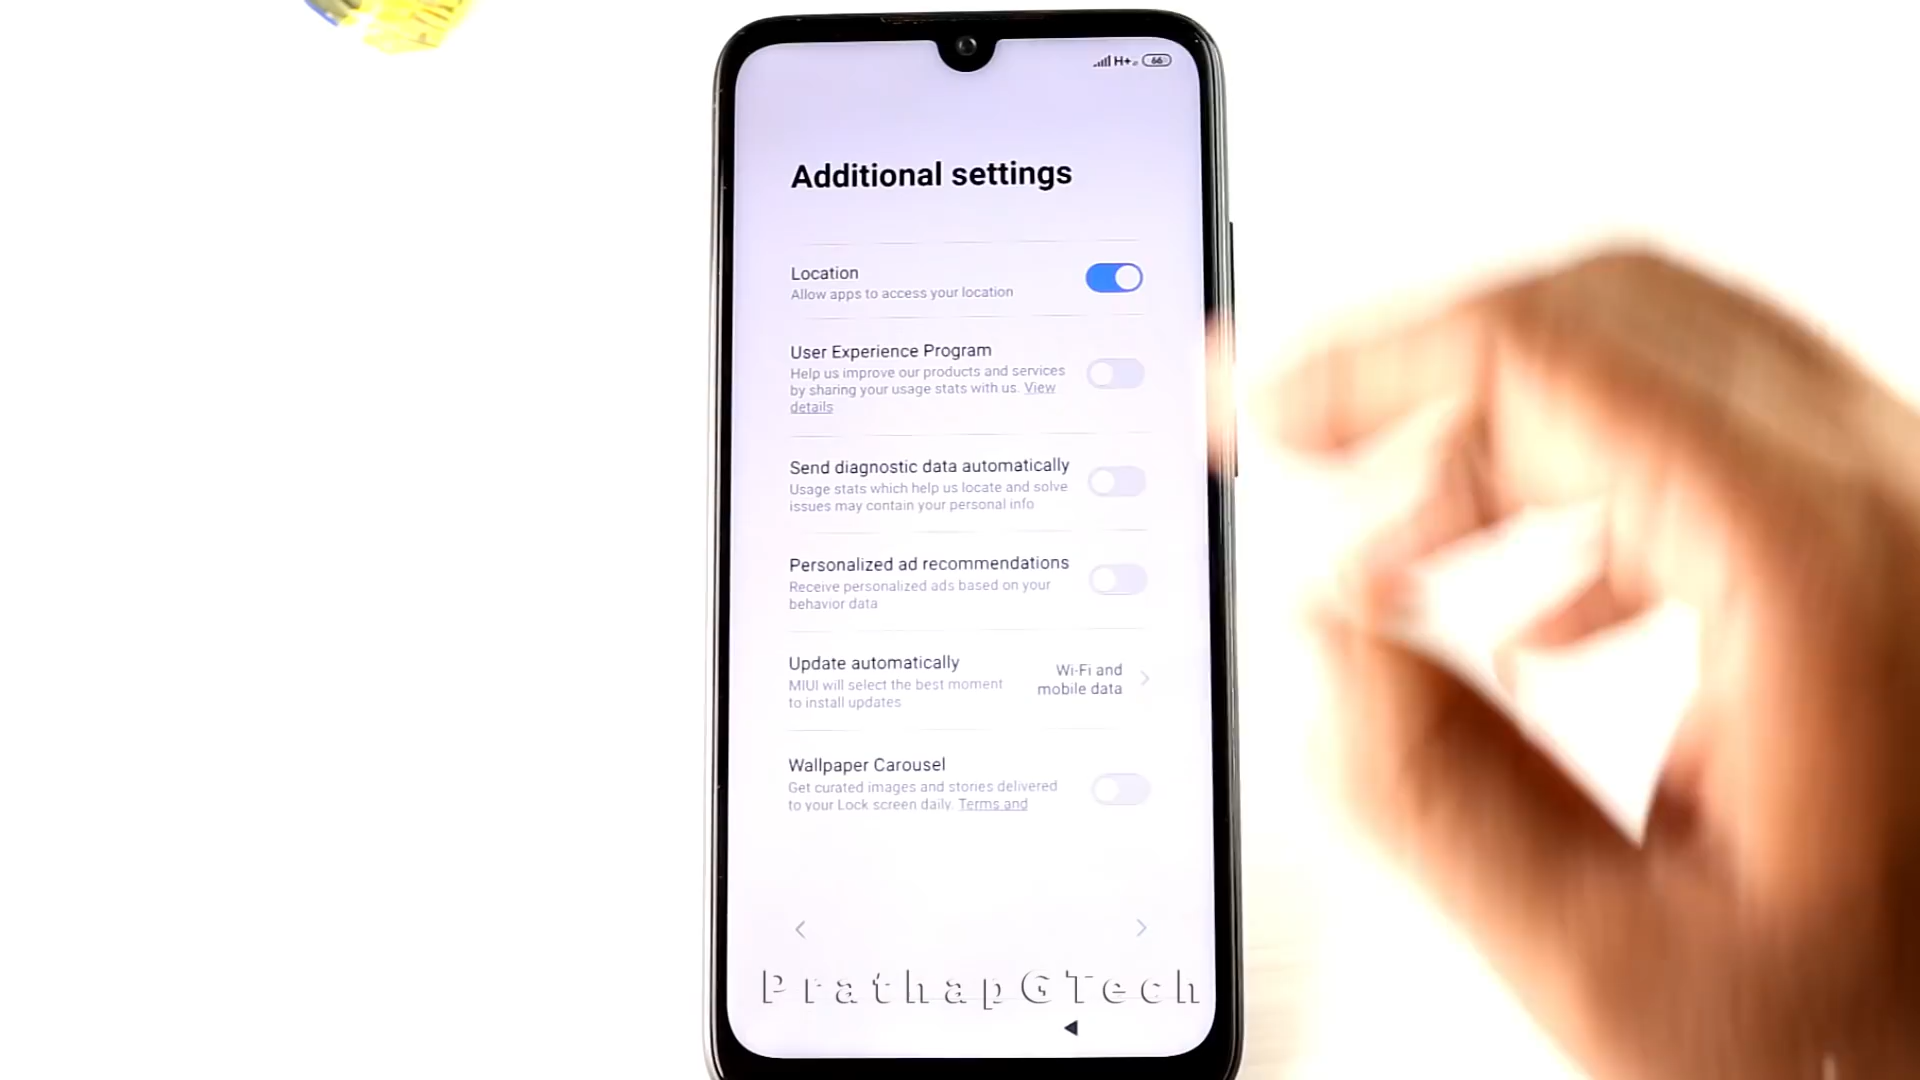 H+ 66
Additional settings
Location
Allow apps to access your location
User Experience Program
Help us improve our products and services
by sharing your usage stats with us. View
details
Send diagnostic data automatically
Usage stats which help us locate and solve
issues may contain your personal info
Personalized ad recommendations
Receive personalized ads based on your
behavior data
Update automatically
MIUI will select the best moment
to install updates
Wi-Fi and
mobile data
Wallpaper Carousel
Get curated images and stories delivered
to your Lock screen daily. Terms and
PrathapGTech